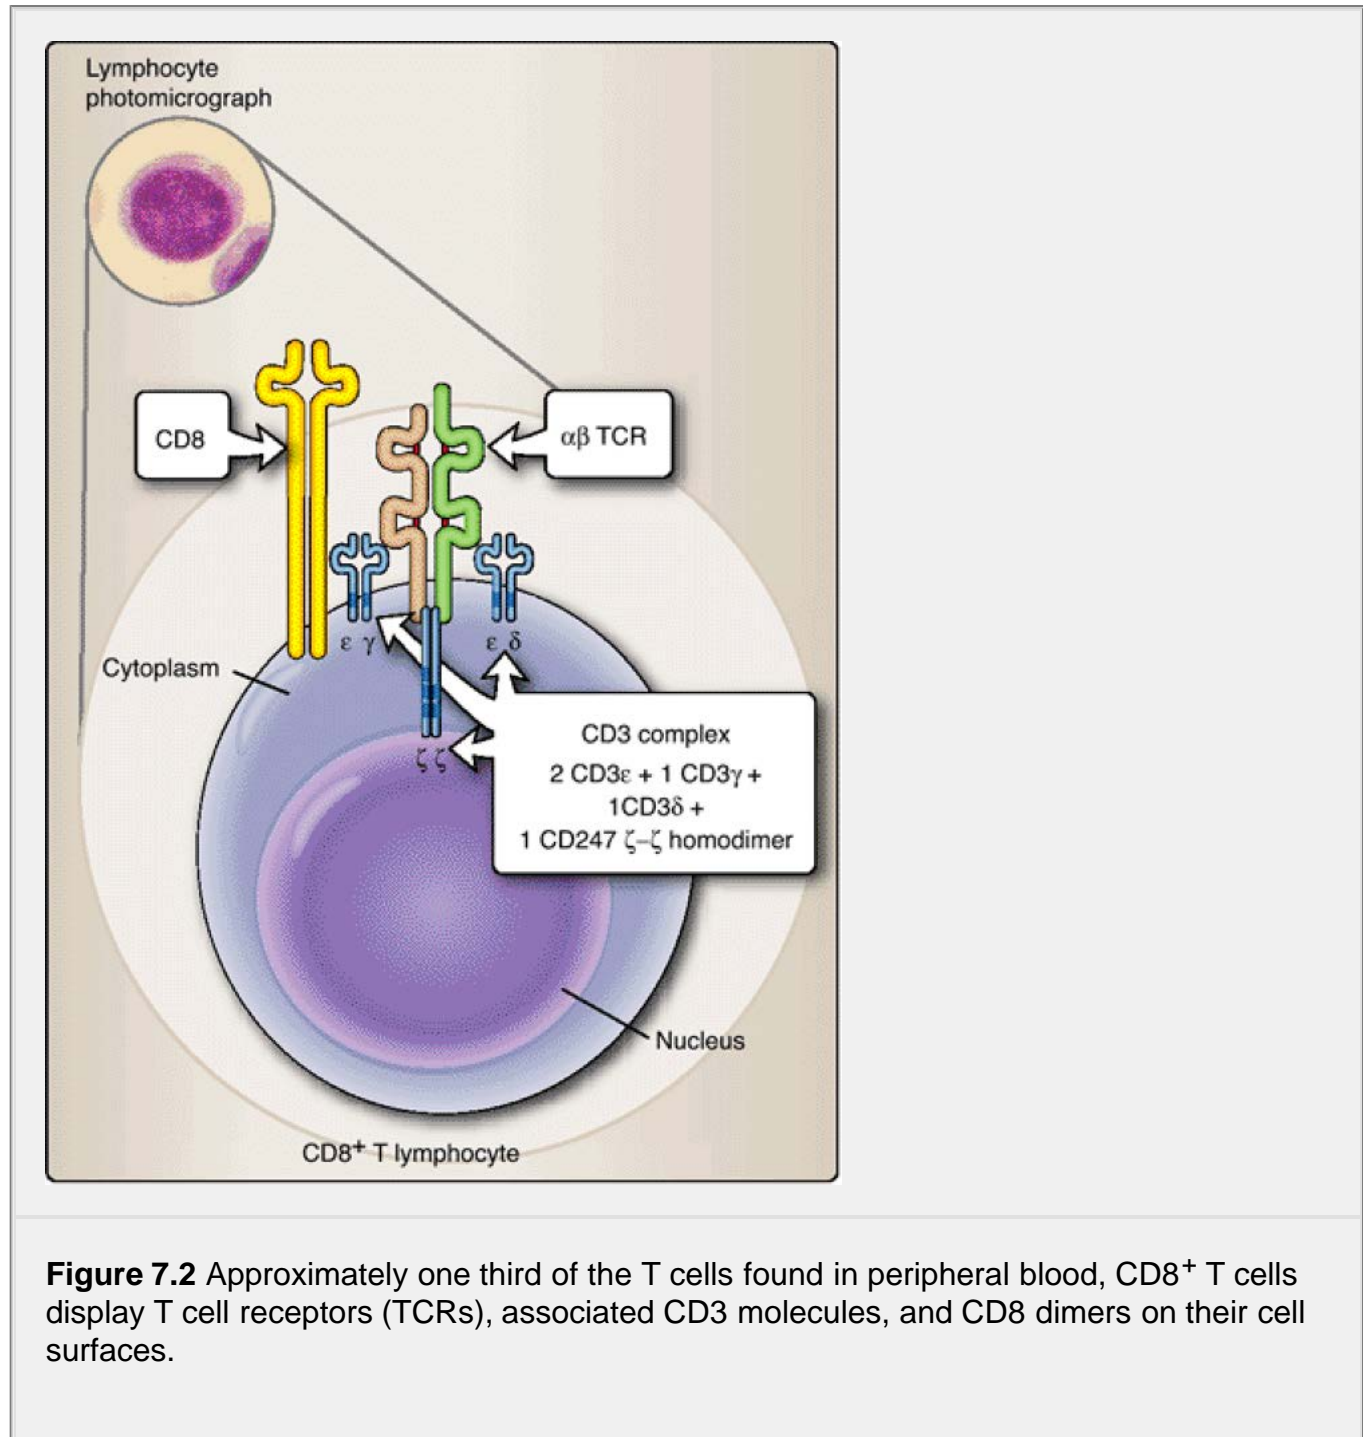 Lymphocyte
photomicrograph
CD8
αβ TCR
ε γ
ε δ
Cytoplasm
ζ ζ
CD3 complex
2 CD3ε + 1 CD3γ +
1CD3δ +
1 CD247 ζ–ζ homodimer
Nucleus
CD8⁺ T lymphocyte
Figure 7.2 Approximately one third of the T cells found in peripheral blood, CD8⁺ T cells
display T cell receptors (TCRs), associated CD3 molecules, and CD8 dimers on their cell
surfaces.